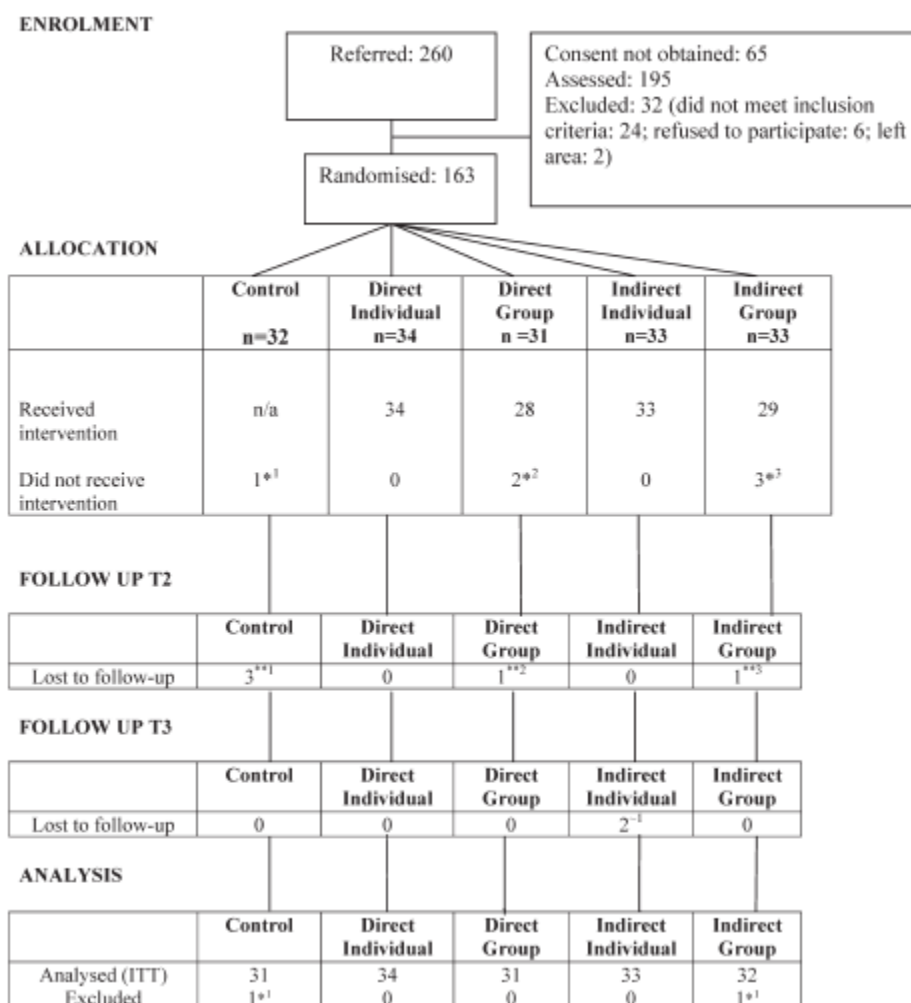 ENROLMENT
Referred: 260
Consent not obtained: 65
Assessed: 195
Excluded: 32 (did not meet inclusion
criteria: 24; refused to participate: 6; left
area: 2)
Randomised: 163
ALLOCATION
Control Direct Direct Indirect Indirect
Individual Group Individual Group
n=32 n=34 n =31 n=33 n=33
Received n/a 34 28 33 29
intervention
Did not receive 1*1 0 2*2 0 3*3
intervention
FOLLOW UP T2
Control Direct Direct Indirect Indirect
Individual Group Individual Group
Lost to follow-up 3**1 0 1**2 0 1**3
FOLLOW UP T3
Control Direct Direct Indirect Indirect
Individual Group Individual Group
Lost to follow-up 0 0 0 2~1 0
ANALYSIS
Control Direct Direct Indirect Indirect
Individual Group Individual Group
Analysed (ITT) 31 34 31 33 32
Excluded 1*1 0 0 0 1*1